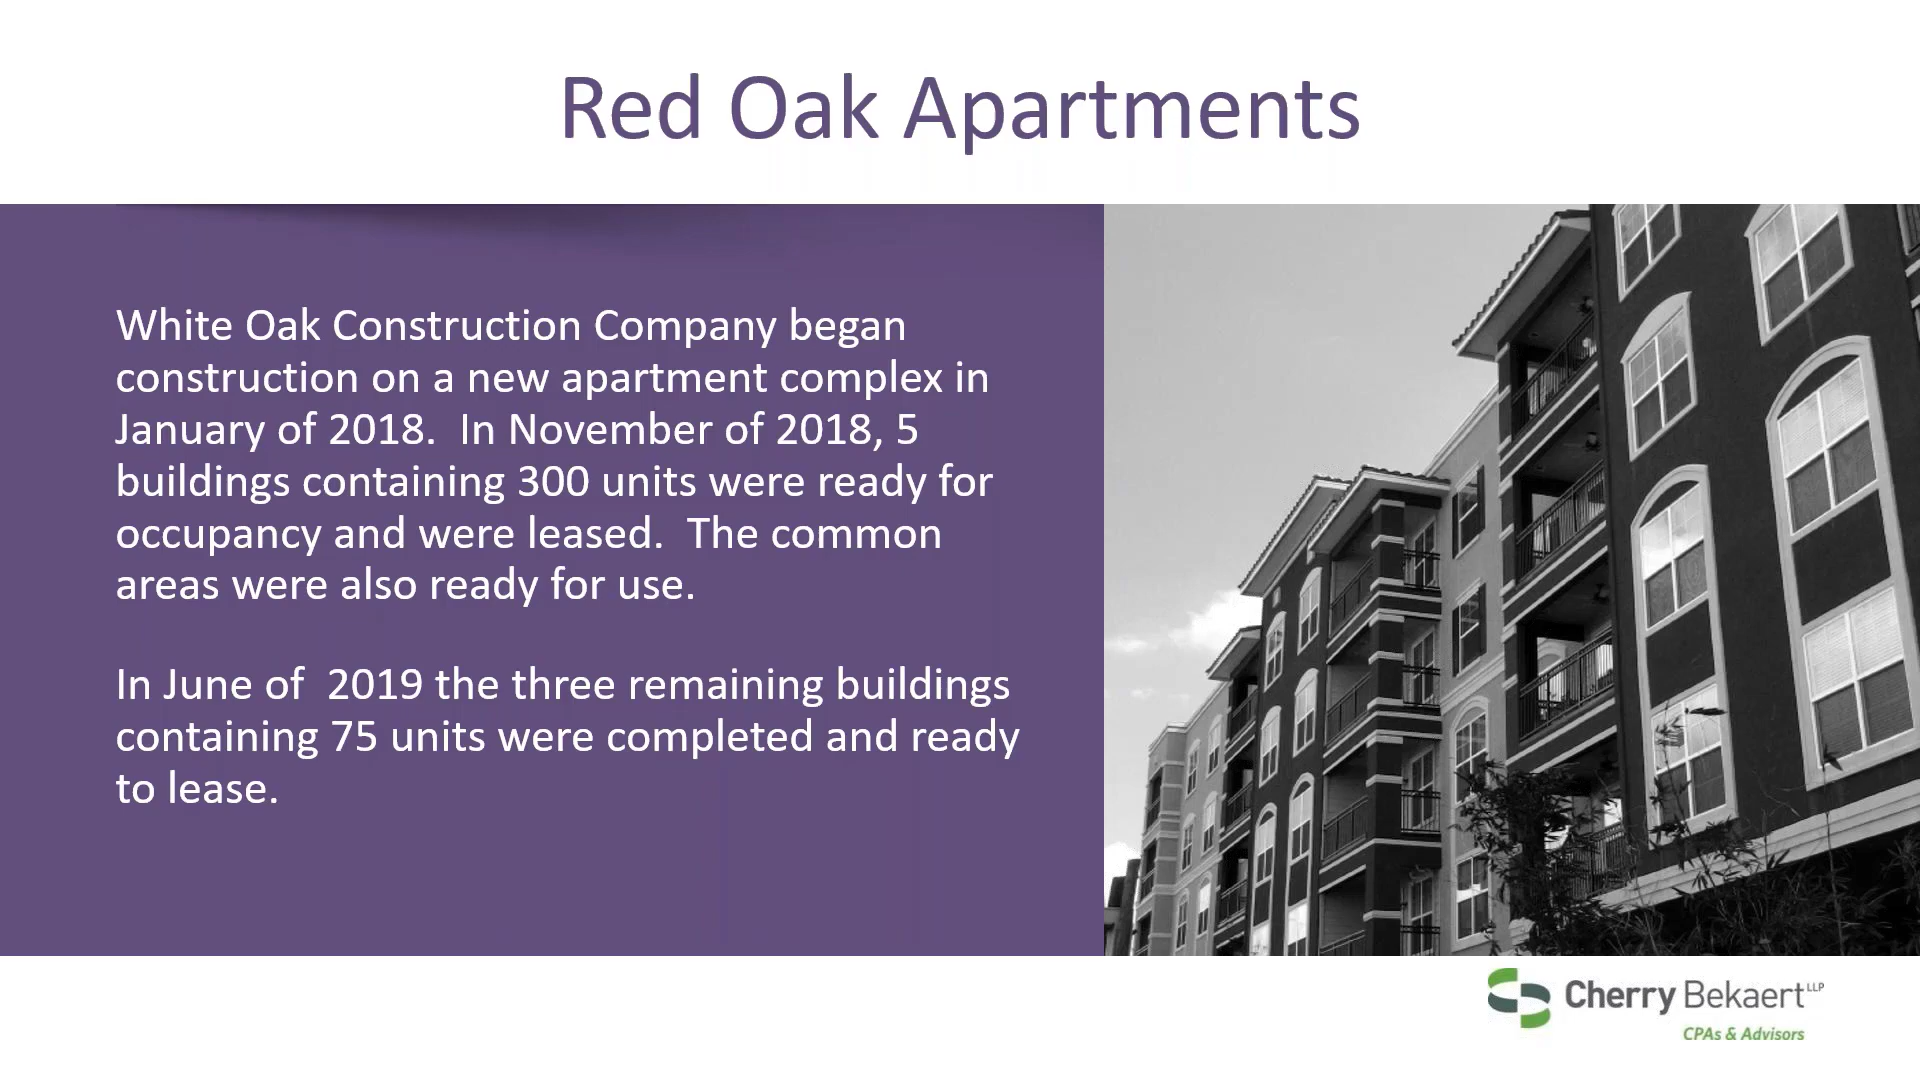 Red Oak Apartments
White Oak Construction Company began
construction on a new apartment complex in
January of 2018.  In November of 2018, 5
buildings containing 300 units were ready for
occupancy and were leased.  The common
areas were also ready for use.
In June of  2019 the three remaining buildings
containing 75 units were completed and ready
to lease.
Cherry Bekaert LLP
CPAs & Advisors